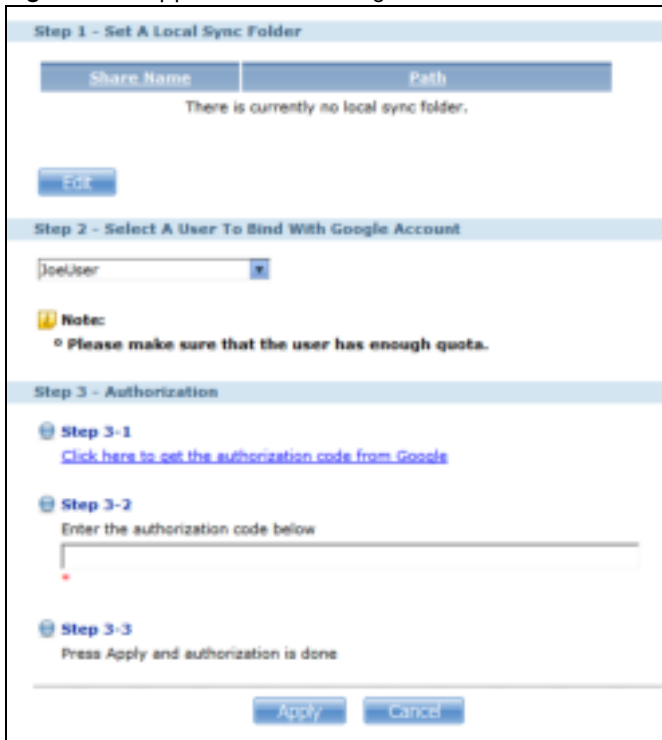 Step 1 - Set A Local Sync Folder
Share Name Path
There is currently no local sync folder.
Edit
Step 2 - Select A User To Bind With Google Account
JoeUser
Note:
Please make sure that the user has enough quota.
Step 3 - Authorization
Step 3-1
Click here to get the authorization code from Google
Step 3-2
Enter the authorization code below
*
Step 3-3
Press Apply and authorization is done
Apply Cancel